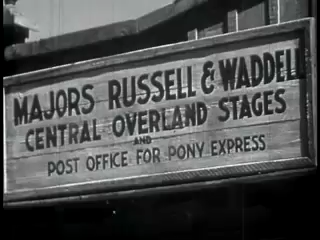 MAJORS RUSSELL & WADDELL
CENTRAL OVERLAND STAGES
AND
POST OFFICE FOR PONY EXPRESS